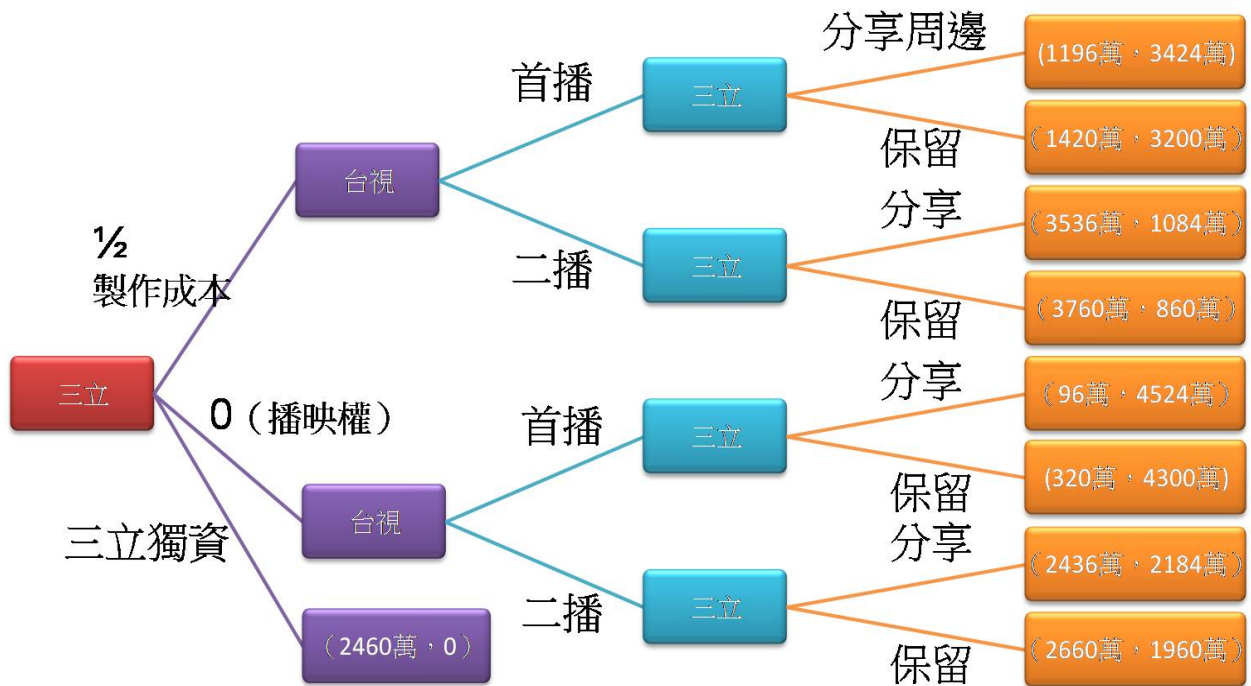 分享周邊
(1196萬，3424萬)
首播
三立
保留
（1420萬，3200萬）
台視
分享
（3536萬，1084萬）
½
製作成本
二播
三立
保留
（3760萬，860萬）
三立
分享
（96萬，4524萬）
0（播映權）
首播
三立
保留
(320萬，4300萬)
三立獨資
台視
分享
（2436萬，2184萬）
二播
三立
（2460萬，0）
保留
（2660萬，1960萬）